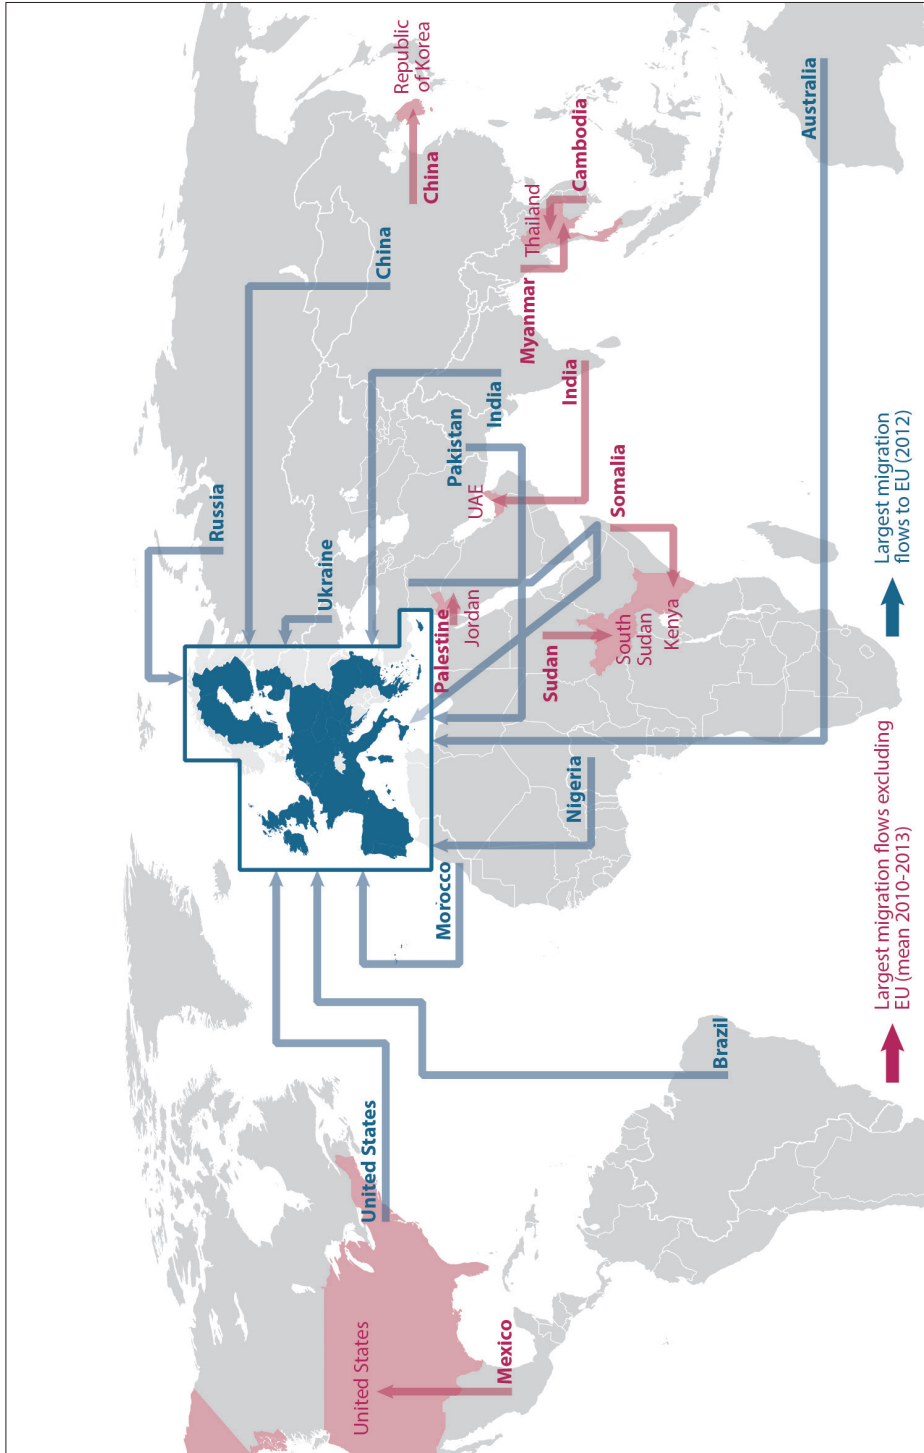 Russia
United States
Ukraine
China
United States
Morocco
Palestine
Jordan
Pakistan
UAE
India
China
Republic
of Korea
Mexico
Nigeria
Sudan
South
Sudan
Kenya
Somalia
India
Myanmar
Thailand
Cambodia
Brazil
Australia
Largest migration flows excluding
EU (mean 2010-2013)
Largest migration
flows to EU (2012)